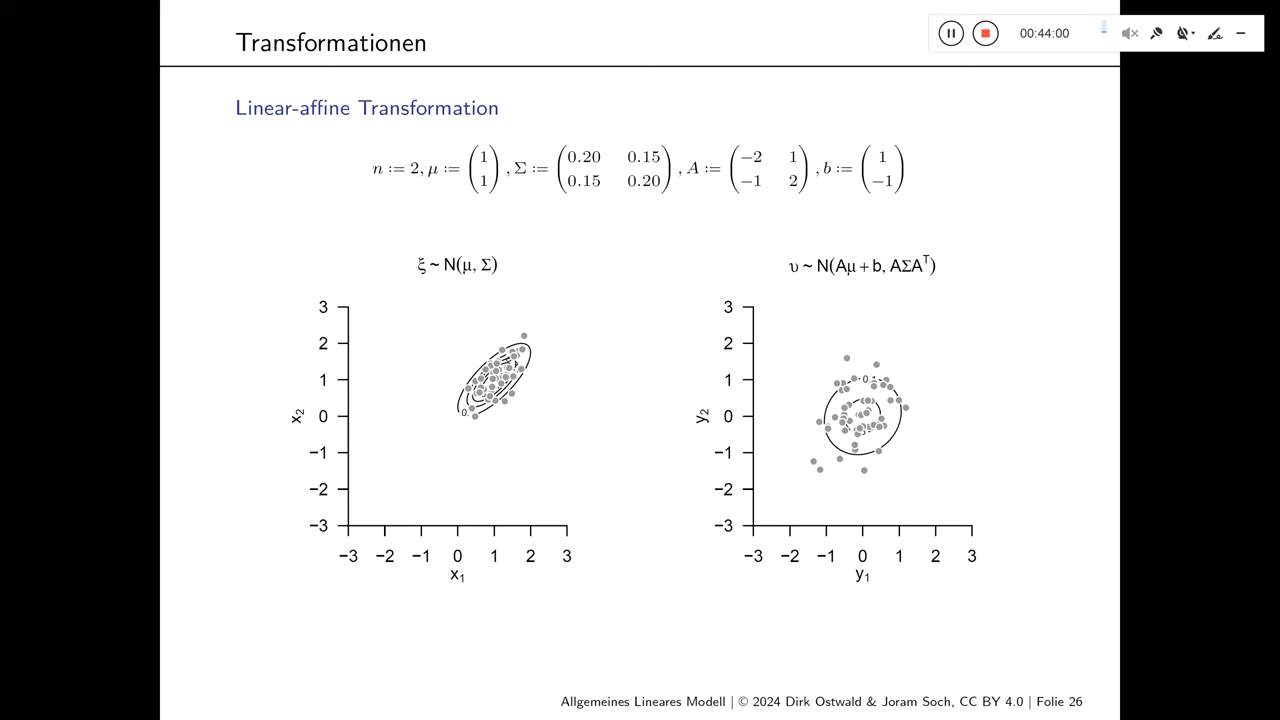 Transformationen
00:44:00
Linear-affine Transformation
n := 2, μ := (1 1), Σ := (0.20 0.15 0.15 0.20), A := (−2 1 −1 2), b := (1 −1)
ξ ~ N(μ, Σ)
3
2
1
0
−1
−2
−3
x₂
0.
−3 −2 −1 0 1 2 3
x₁
υ ~ N(Aμ + b, AΣAᵀ)
3
2
1
0
−1
−2
−3
y₂
−3 −2 −1 0 1 2 3
y₁
Allgemeines Lineares Modell | © 2024 Dirk Ostwald & Joram Soch, CC BY 4.0 | Folie 26